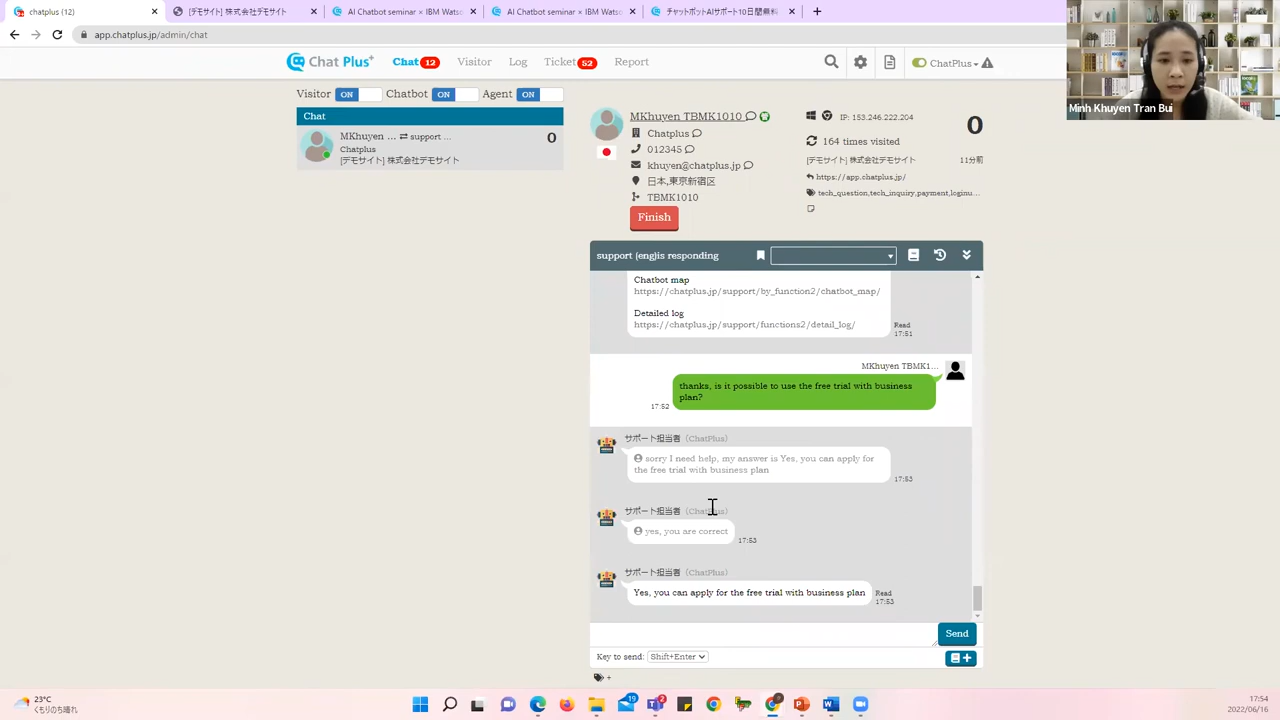 chatplus (12)
[デモサイト] 株式会社デモサイト
AI Chatbot seminar × IBM Watso
AI Chatbot seminar × IBM Watso
チャットボットAIサポート10日間無料
app.chatplus.jp/admin/chat
Chat Plus+
Chat 12
Visitor
Log
Ticket 52
Report
ChatPlus
Minh Khuyen Tran Bui
Visitor ON
Chatbot ON
Agent ON
Chat
MKhuyen ... ⇄ support ...
0
Chatplus
[デモサイト] 株式会社デモサイト
MKhuyen TBMK1010
Chatplus
012345
khuyen@chatplus.jp
日本,東京新宿区
TBMK1010
Finish
IP: 153.246.222.204
0
164 times visited
[デモサイト] 株式会社デモサイト
11分前
https://app.chatplus.jp/
tech_question,tech_inquiry,payment,loginu...
support (eng)is responding
Chatbot map
https://chatplus.jp/support/by_function2/chatbot_map/
Detailed log
https://chatplus.jp/support/functions2/detail_log/
Read
17:51
MKhuyen TBMK1...
thanks, is it possible to use the free trial with business
plan?
17:52
サポート担当者 (ChatPlus)
sorry I need help, my answer is Yes, you can apply for
the free trial with business plan
17:53
サポート担当者 (ChatPlus)
yes, you are correct
17:53
サポート担当者 (ChatPlus)
Yes, you can apply for the free trial with business plan
Read
17:53
Send
Key to send: Shift+Enter
23°C
くもりのち晴れ
19
2
17:54
2022/06/16